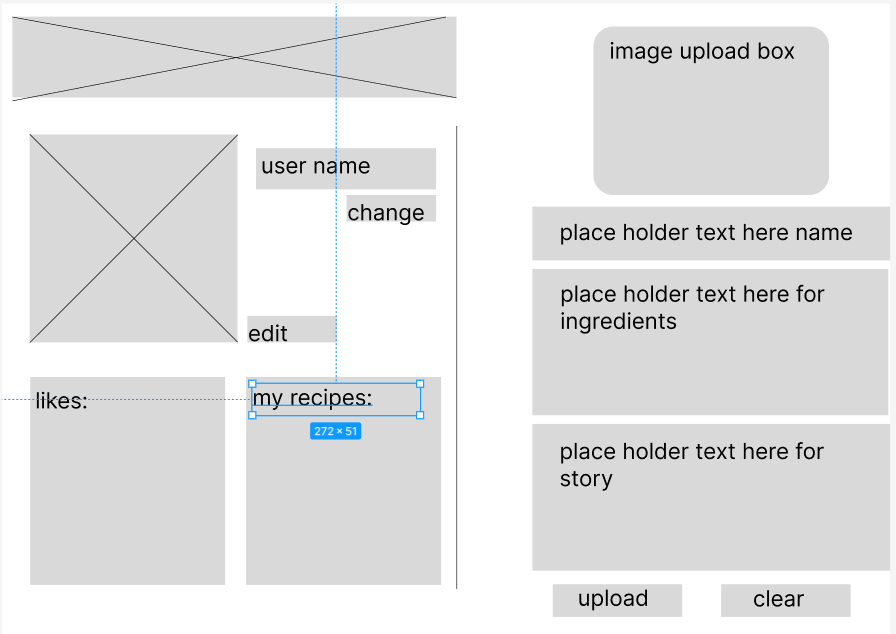 user name
change
edit
likes:
my recipes:
272 × 51
image upload box
place holder text here name
place holder text here for
ingredients
place holder text here for
story
upload
clear